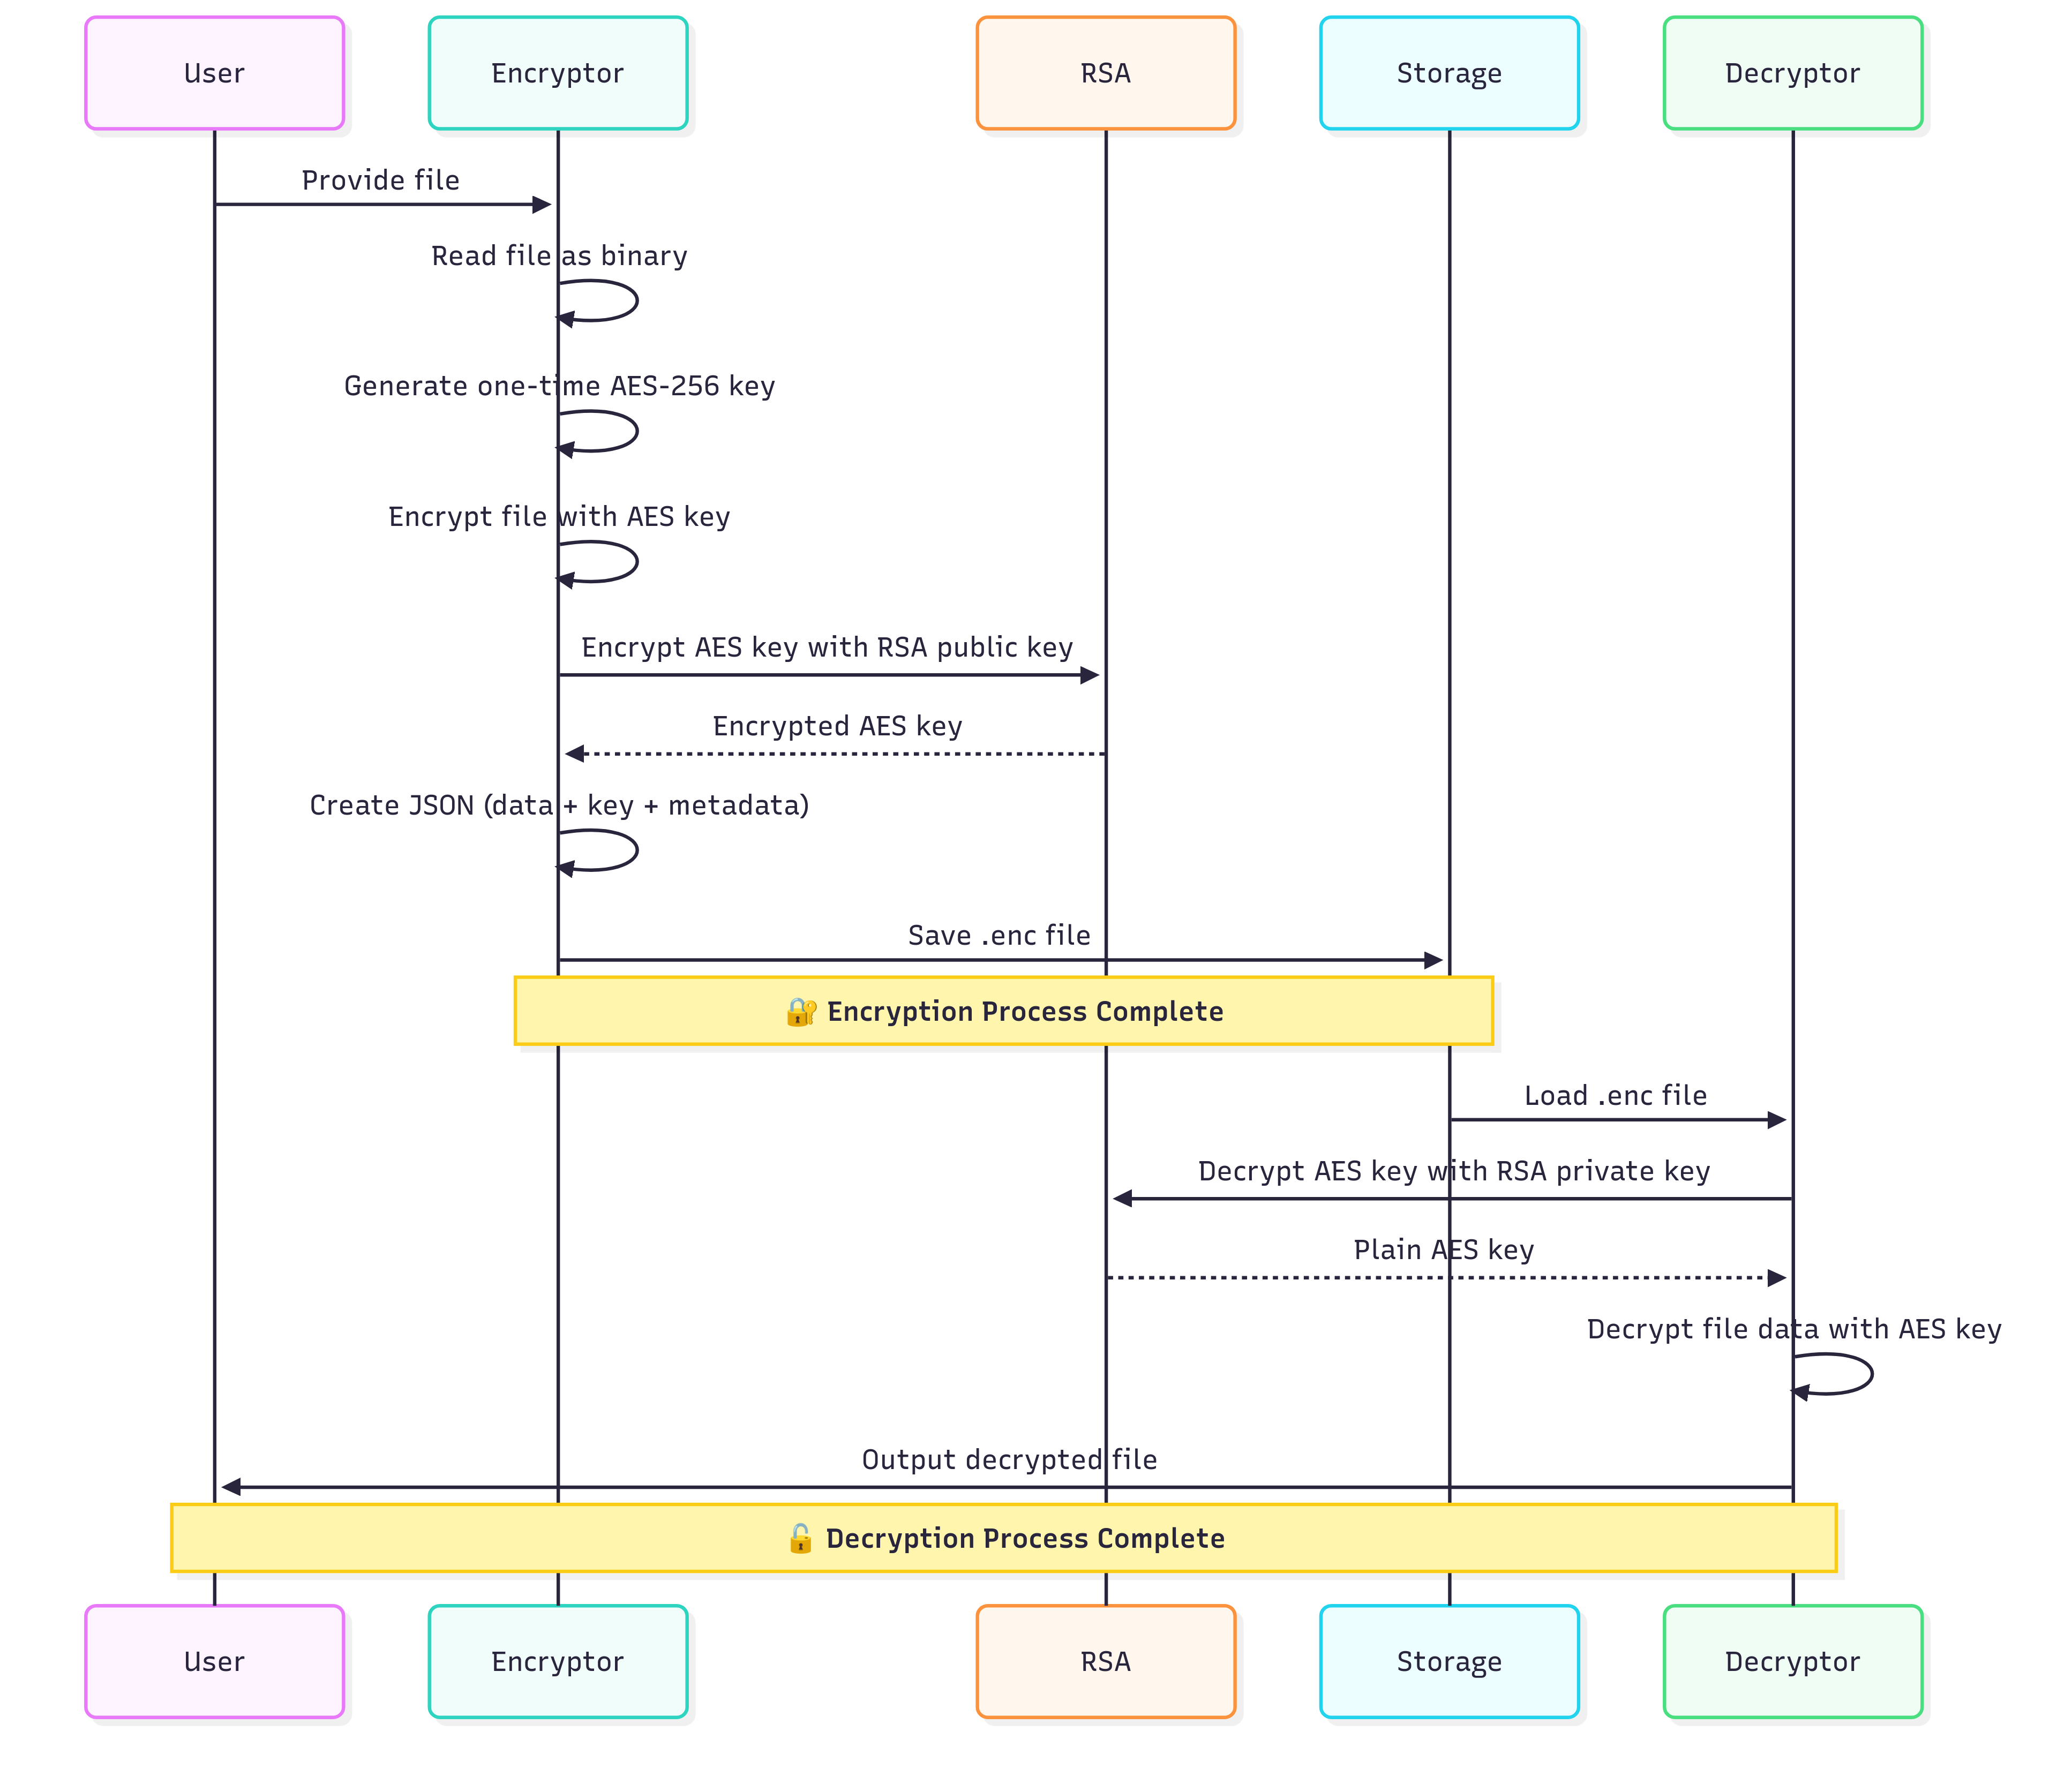 User
Encryptor
RSA
Storage
Decryptor
Provide file
Read file as binary
Generate one-time AES-256 key
Encrypt file with AES key
Encrypt AES key with RSA public key
Encrypted AES key
Create JSON (data + key + metadata)
Save .enc file
🔐 Encryption Process Complete
Load .enc file
Decrypt AES key with RSA private key
Plain AES key
Decrypt file data with AES key
Output decrypted file
🔓 Decryption Process Complete
User
Encryptor
RSA
Storage
Decryptor